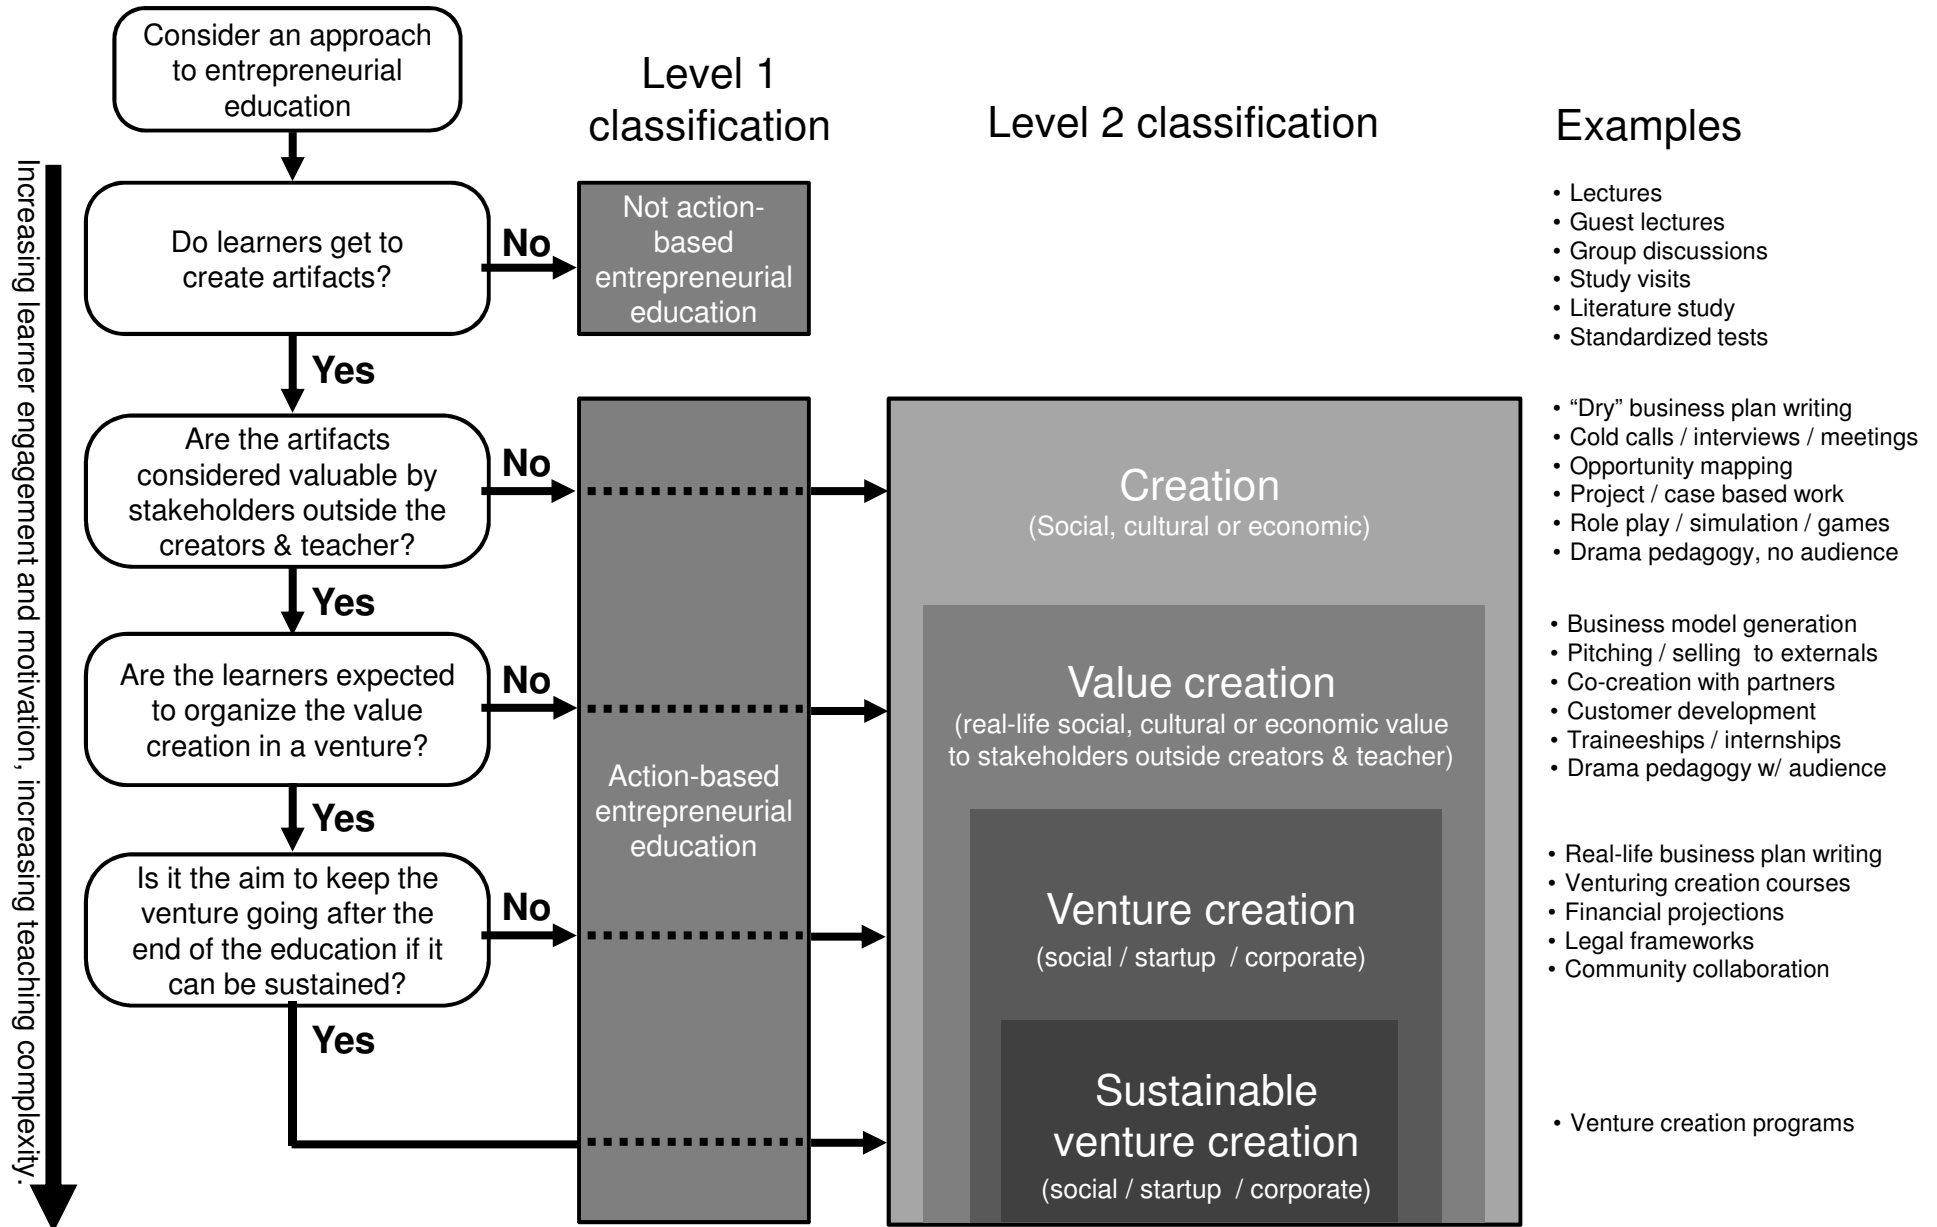 Consider an approach
to entrepreneurial
education
Level 1
classification
Level 2 classification
Examples
Increasing learner engagement and motivation, increasing teaching complexity.
Do learners get to
create artifacts?
No
Yes
Not action-
based
entrepreneurial
education
• Lectures
• Guest lectures
• Group discussions
• Study visits
• Literature study
• Standardized tests
Are the artifacts
considered valuable by
stakeholders outside the
creators & teacher?
No
Yes
Creation
(Social, cultural or economic)
• “Dry” business plan writing
• Cold calls / interviews / meetings
• Opportunity mapping
• Project / case based work
• Role play / simulation / games
• Drama pedagogy, no audience
Are the learners expected
to organize the value
creation in a venture?
No
Yes
Action-based
entrepreneurial
education
Value creation
(real-life social, cultural or economic value
to stakeholders outside creators & teacher)
• Business model generation
• Pitching / selling  to externals
• Co-creation with partners
• Customer development
• Traineeships / internships
• Drama pedagogy w/ audience
Is it the aim to keep the
venture going after the
end of the education if it
can be sustained?
No
Yes
Venture creation
(social / startup  / corporate)
• Real-life business plan writing
• Venturing creation courses
• Financial projections
• Legal frameworks
• Community collaboration
Sustainable
venture creation
(social / startup  / corporate)
• Venture creation programs